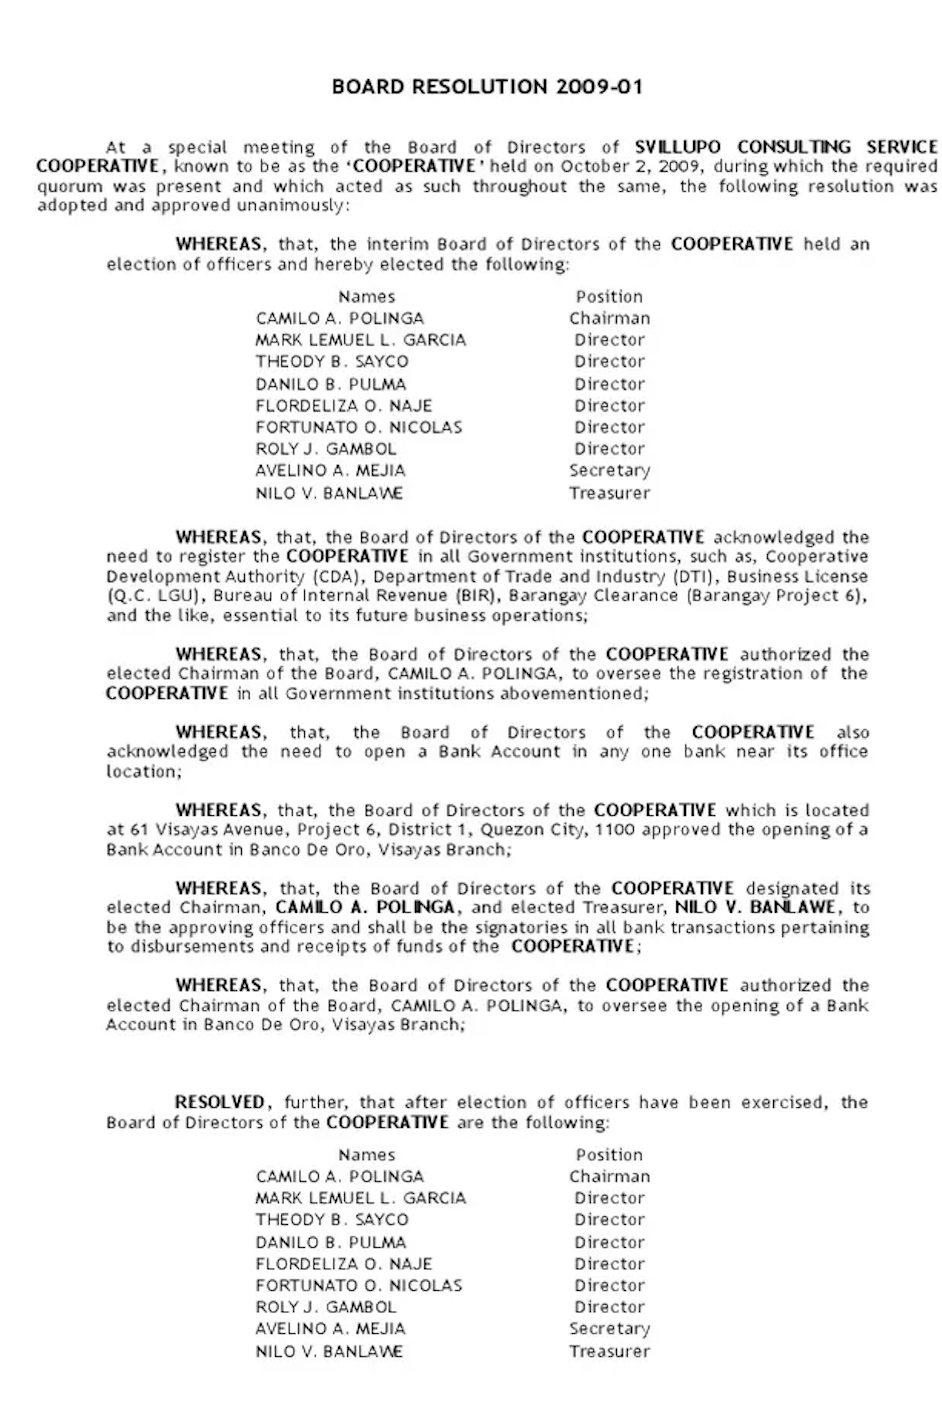 BOARD RESOLUTION 2009-01
At a special meeting of the Board of Directors of SVILLUPO CONSULTING SERVICE
COOPERATIVE, known to be as the ‘COOPERATIVE’ held on October 2, 2009, during which the required
quorum was present and which acted as such throughout the same, the following resolution was
adopted and approved unanimously:
WHEREAS, that, the interim Board of Directors of the COOPERATIVE held an
election of officers and hereby elected the following:
Names Position
CAMILO A. POLINGA Chairman
MARK LEMUEL L. GARCIA Director
THEODY B. SAYCO Director
DANILO B. PULMA Director
FLORDELIZA O. NAJE Director
FORTUNATO O. NICOLAS Director
ROLY J. GAMBOL Director
AVELINO A. MEJIA Secretary
NILO V. BANLAWE Treasurer
WHEREAS, that, the Board of Directors of the COOPERATIVE acknowledged the
need to register the COOPERATIVE in all Government institutions, such as, Cooperative
Development Authority (CDA), Department of Trade and Industry (DTI), Business License
(Q.C. LGU), Bureau of Internal Revenue (BIR), Barangay Clearance (Barangay Project 6),
and the like, essential to its future business operations;
WHEREAS, that, the Board of Directors of the COOPERATIVE authorized the
elected Chairman of the Board, CAMILO A. POLINGA, to oversee the registration of the
COOPERATIVE in all Government institutions abovementioned;
WHEREAS, that, the Board of Directors of the COOPERATIVE also
acknowledged the need to open a Bank Account in any one bank near its office
location;
WHEREAS, that, the Board of Directors of the COOPERATIVE which is located
at 61 Visayas Avenue, Project 6, District 1, Quezon City, 1100 approved the opening of a
Bank Account in Banco De Oro, Visayas Branch;
WHEREAS, that, the Board of Directors of the COOPERATIVE designated its
elected Chairman, CAMILO A. POLINGA, and elected Treasurer, NILO V. BANLAWE, to
be the approving officers and shall be the signatories in all bank transactions pertaining
to disbursements and receipts of funds of the COOPERATIVE;
WHEREAS, that, the Board of Directors of the COOPERATIVE authorized the
elected Chairman of the Board, CAMILO A. POLINGA, to oversee the opening of a Bank
Account in Banco De Oro, Visayas Branch;
RESOLVED, further, that after election of officers have been exercised, the
Board of Directors of the COOPERATIVE are the following:
Names Position
CAMILO A. POLINGA Chairman
MARK LEMUEL L. GARCIA Director
THEODY B. SAYCO Director
DANILO B. PULMA Director
FLORDELIZA O. NAJE Director
FORTUNATO O. NICOLAS Director
ROLY J. GAMBOL Director
AVELINO A. MEJIA Secretary
NILO V. BANLAWE Treasurer